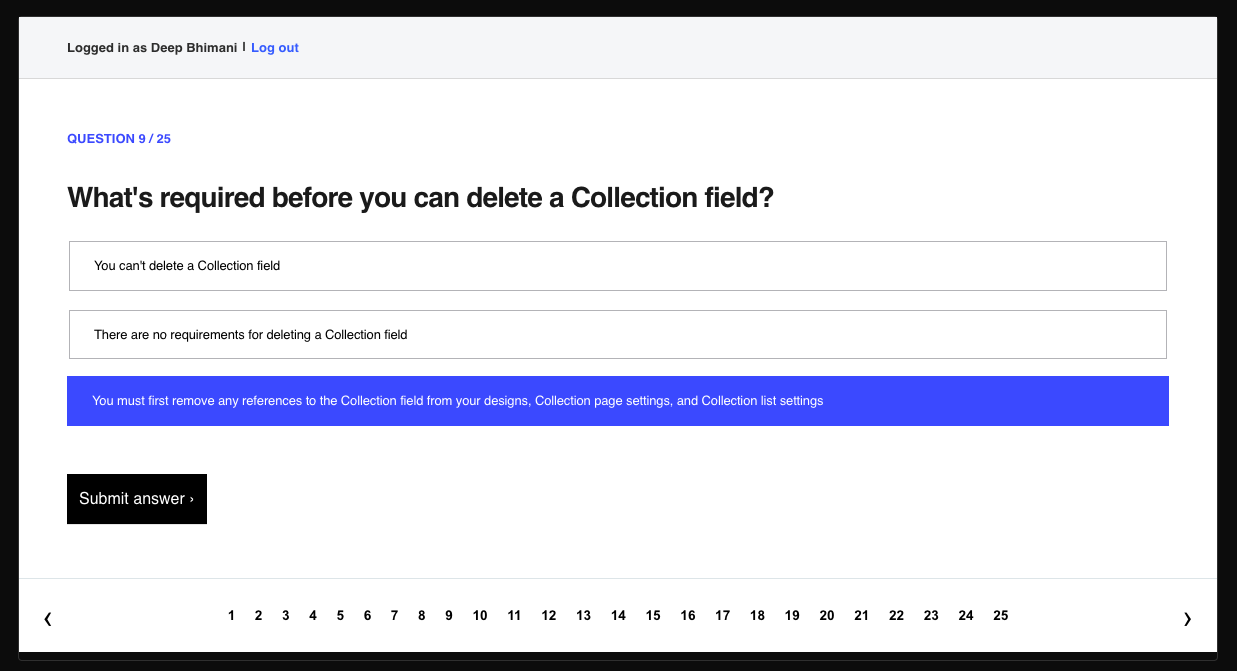 Logged in as Deep Bhimani | Log out
QUESTION 9 / 25
What's required before you can delete a Collection field?
You can't delete a Collection field
There are no requirements for deleting a Collection field
You must first remove any references to the Collection field from your designs, Collection page settings, and Collection list settings
Submit answer ›
❮ 1 2 3 4 5 6 7 8 9 10 11 12 13 14 15 16 17 18 19 20 21 22 23 24 25 ❯